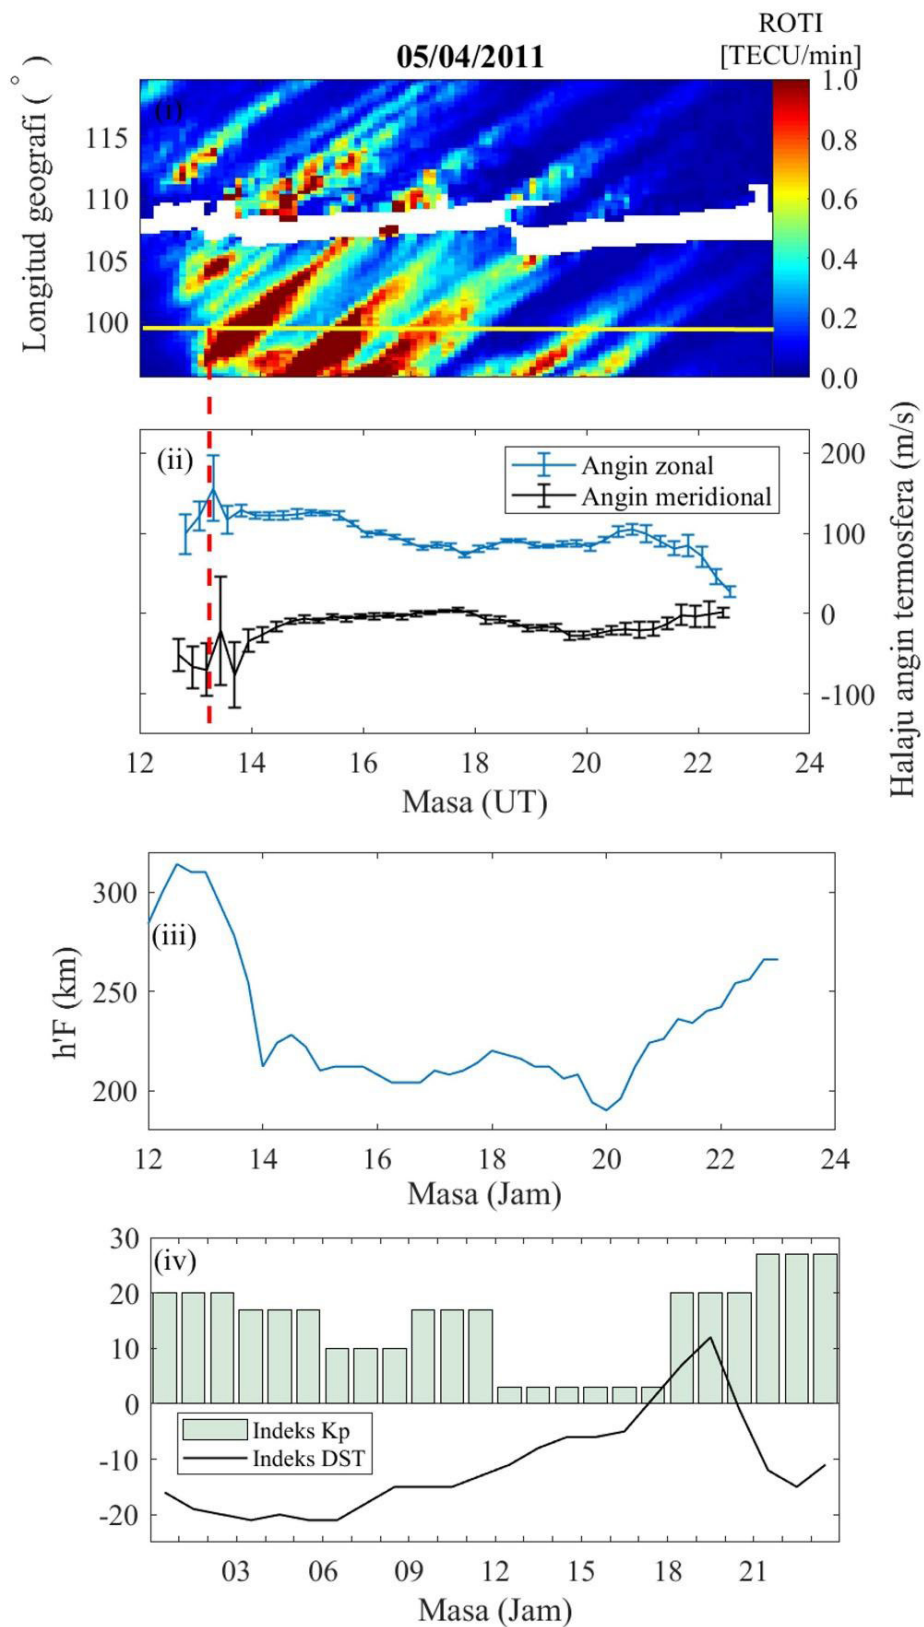 ROTI
[TECU/min]
05/04/2011
Longitud geografi (°)
(i)
115
110
105
100
1.0
0.8
0.6
0.4
0.2
0.0
(ii)
Angin zonal
Angin meridional
200
100
0
-100
Halaju angin termosfera (m/s)
12 14 16 18 20 22 24
Masa (UT)
h'F (km)
300
250
200
(iii)
12 14 16 18 20 22 24
Masa (Jam)
(iv)
30
20
10
0
-10
-20
Indeks Kp
Indeks DST
03 06 09 12 15 18 21
Masa (Jam)